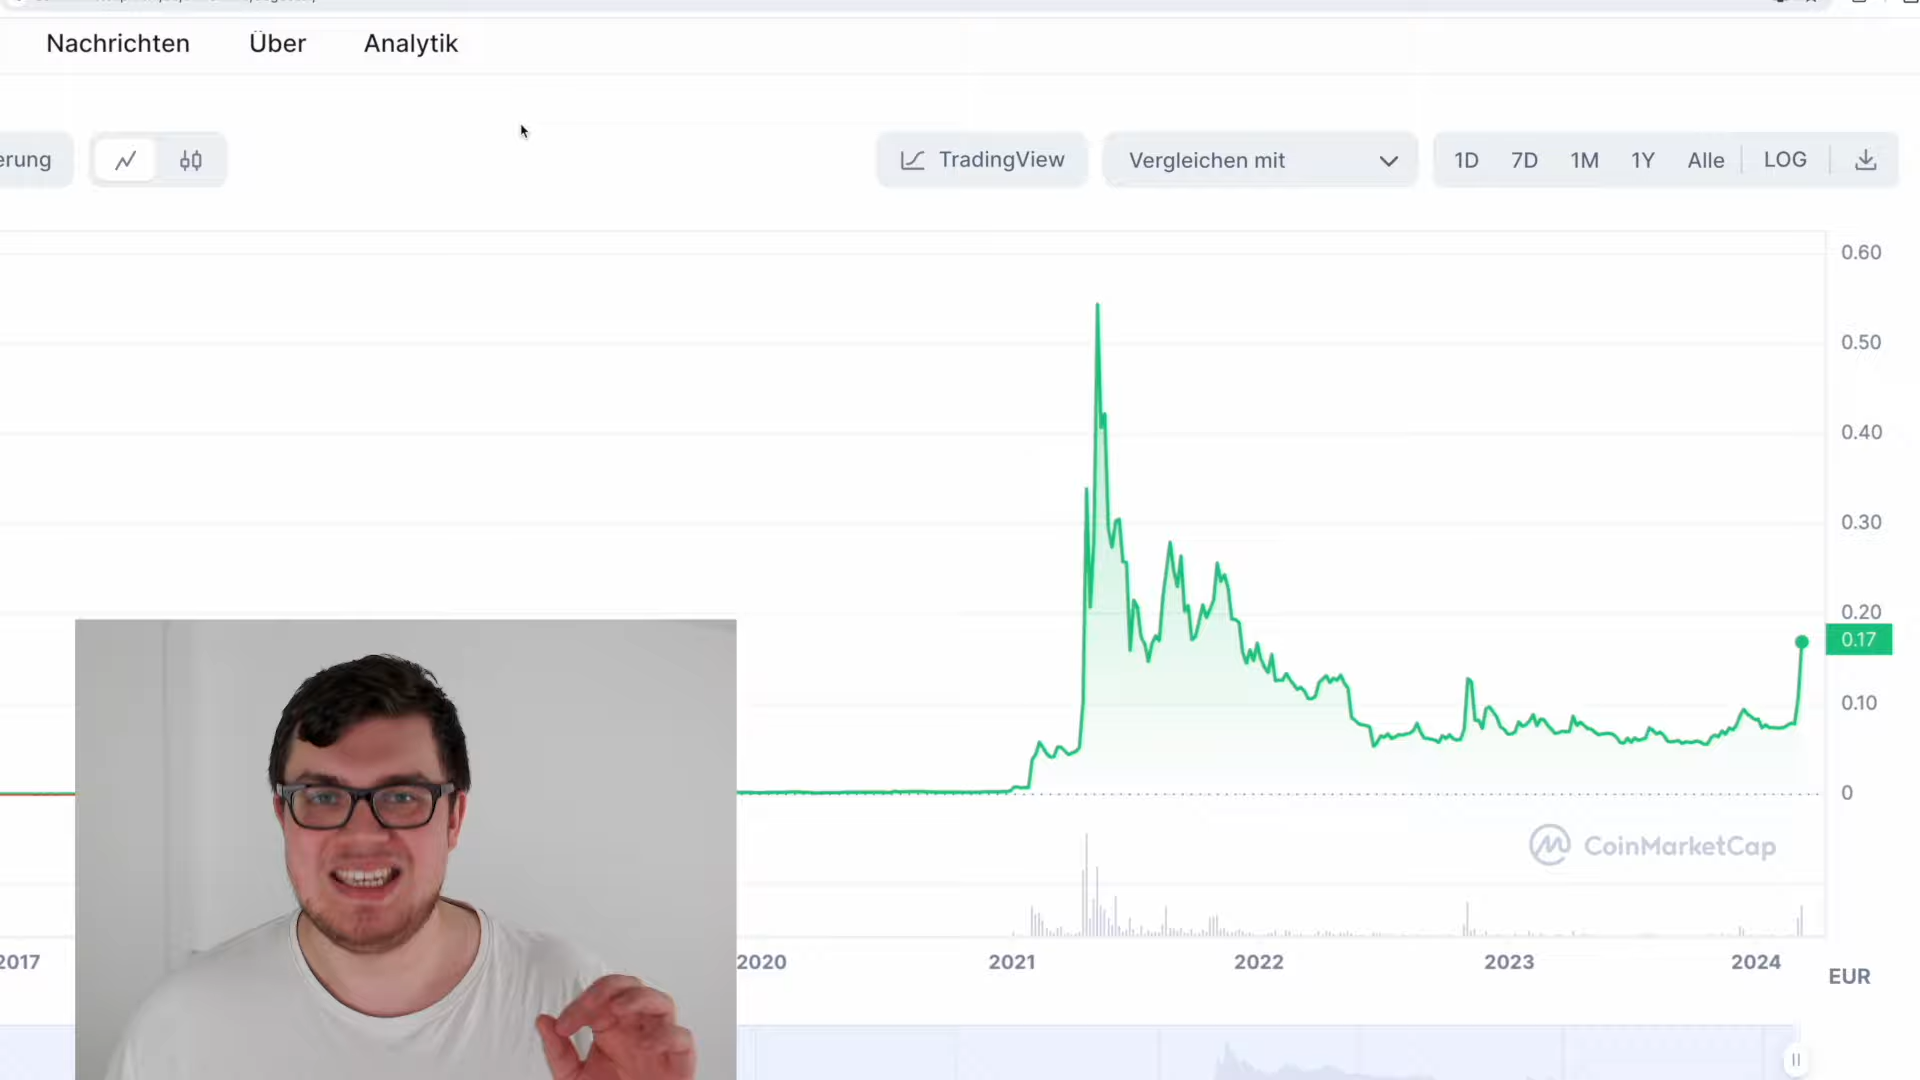 Nachrichten Über Analytik
erung TradingView Vergleichen mit 1D 7D 1M 1Y Alle LOG
0.60
0.50
0.40
0.30
0.20
0.17
0.10
0
CoinMarketCap
2017 2020 2021 2022 2023 2024
EUR